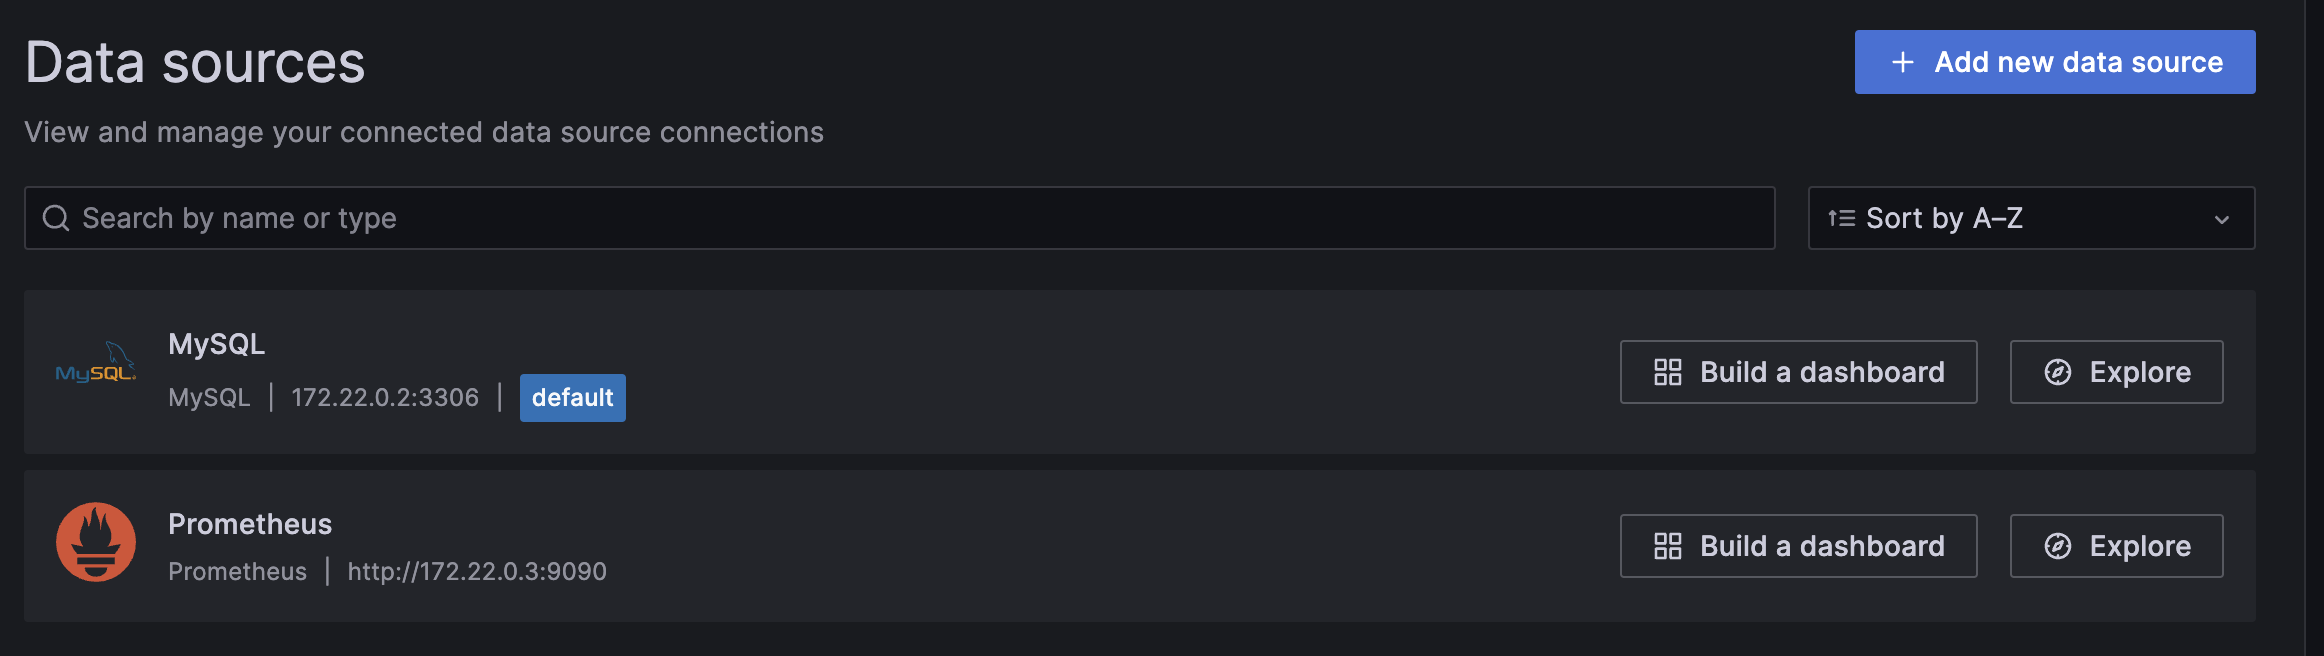 Data sources
Add new data source
View and manage your connected data source connections
Search by name or type
Sort by A–Z
MySQL
MySQL
MySQL | 172.22.0.2:3306 | default
Build a dashboard
Explore
Prometheus
Prometheus | http://172.22.0.3:9090
Build a dashboard
Explore